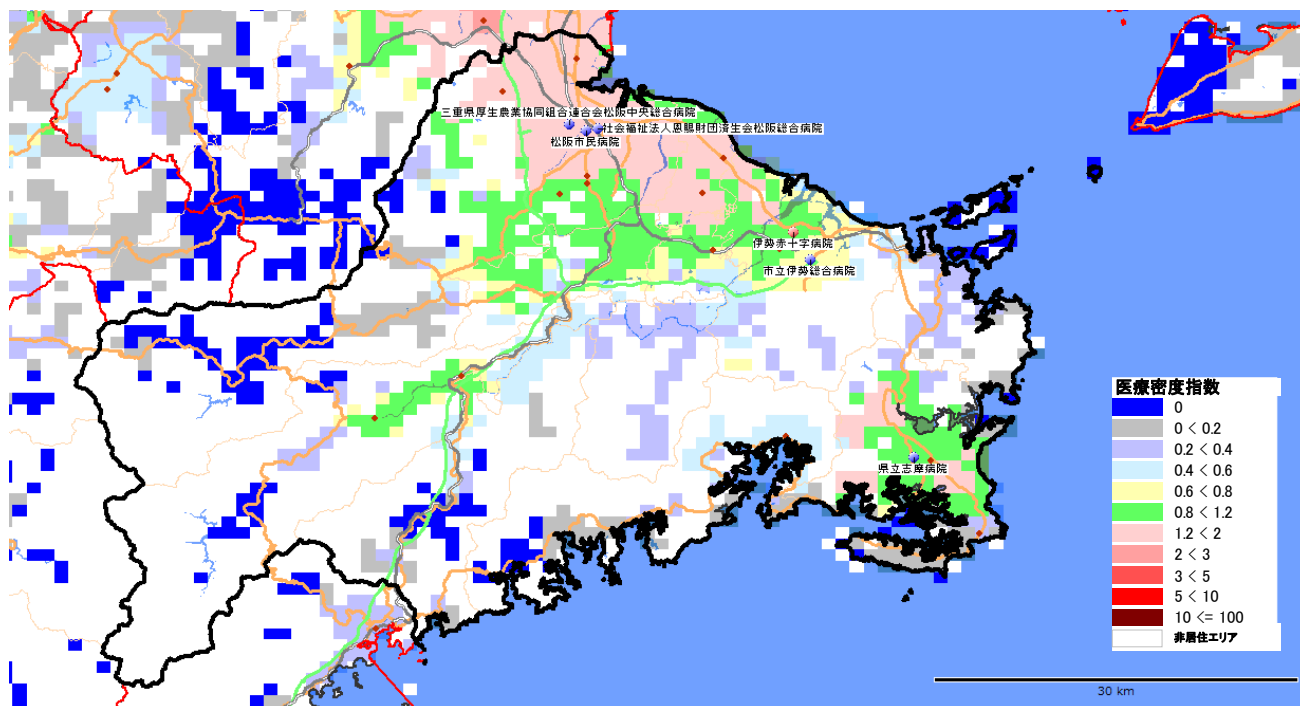 三重県厚生農業協同組合連合会松阪中央総合病院
社会福祉法人恩賜財団済生会松阪総合病院
松阪市民病院
伊勢赤十字病院
市立伊勢総合病院
県立志摩病院
医療密度指数
0
0 < 0.2
0.2 < 0.4
0.4 < 0.6
0.6 < 0.8
0.8 < 1.2
1.2 < 2
2 < 3
3 < 5
5 < 10
10 <= 100
非居住エリア
30 km